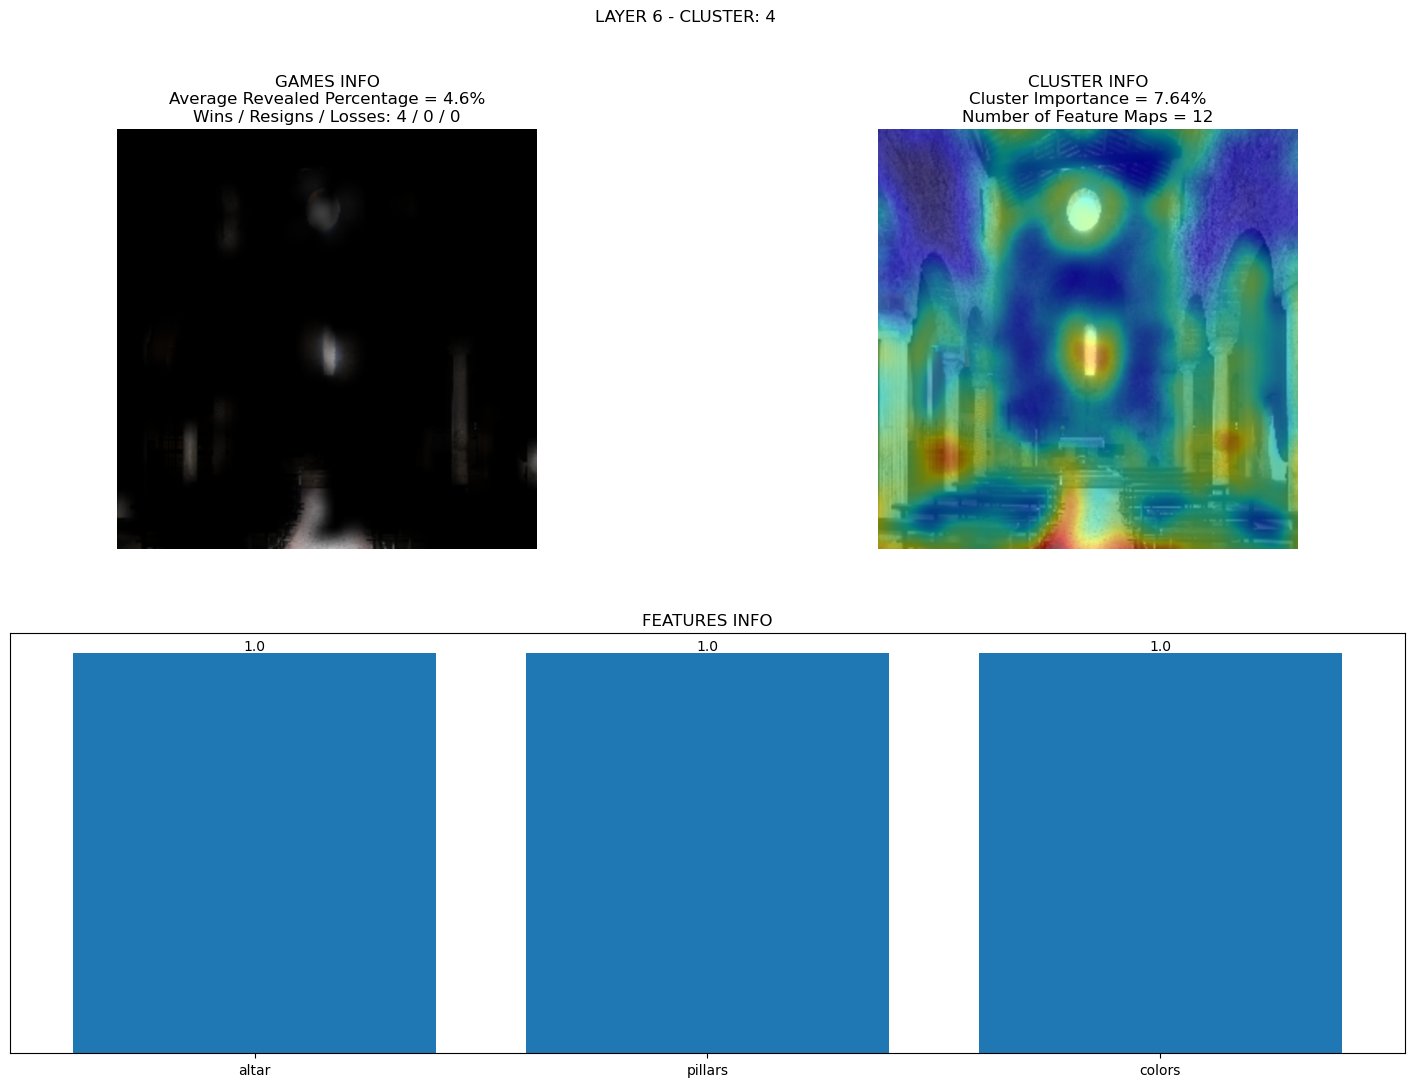 LAYER 6 - CLUSTER: 4
GAMES INFO
Average Revealed Percentage = 4.6%
Wins / Resigns / Losses: 4 / 0 / 0
CLUSTER INFO
Cluster Importance = 7.64%
Number of Feature Maps = 12
FEATURES INFO
1.0
1.0
1.0
altar
pillars
colors